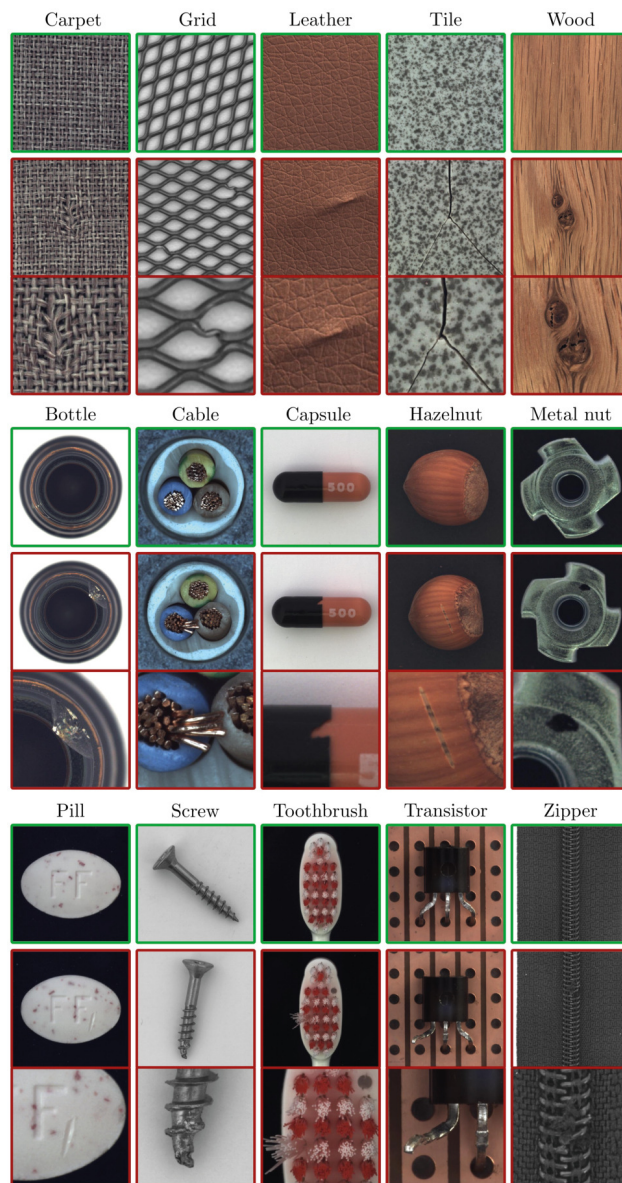 Carpet Grid Leather Tile Wood
Bottle Cable Capsule Hazelnut Metal nut
500
500
5
Pill Screw Toothbrush Transistor Zipper
FF
FF
F